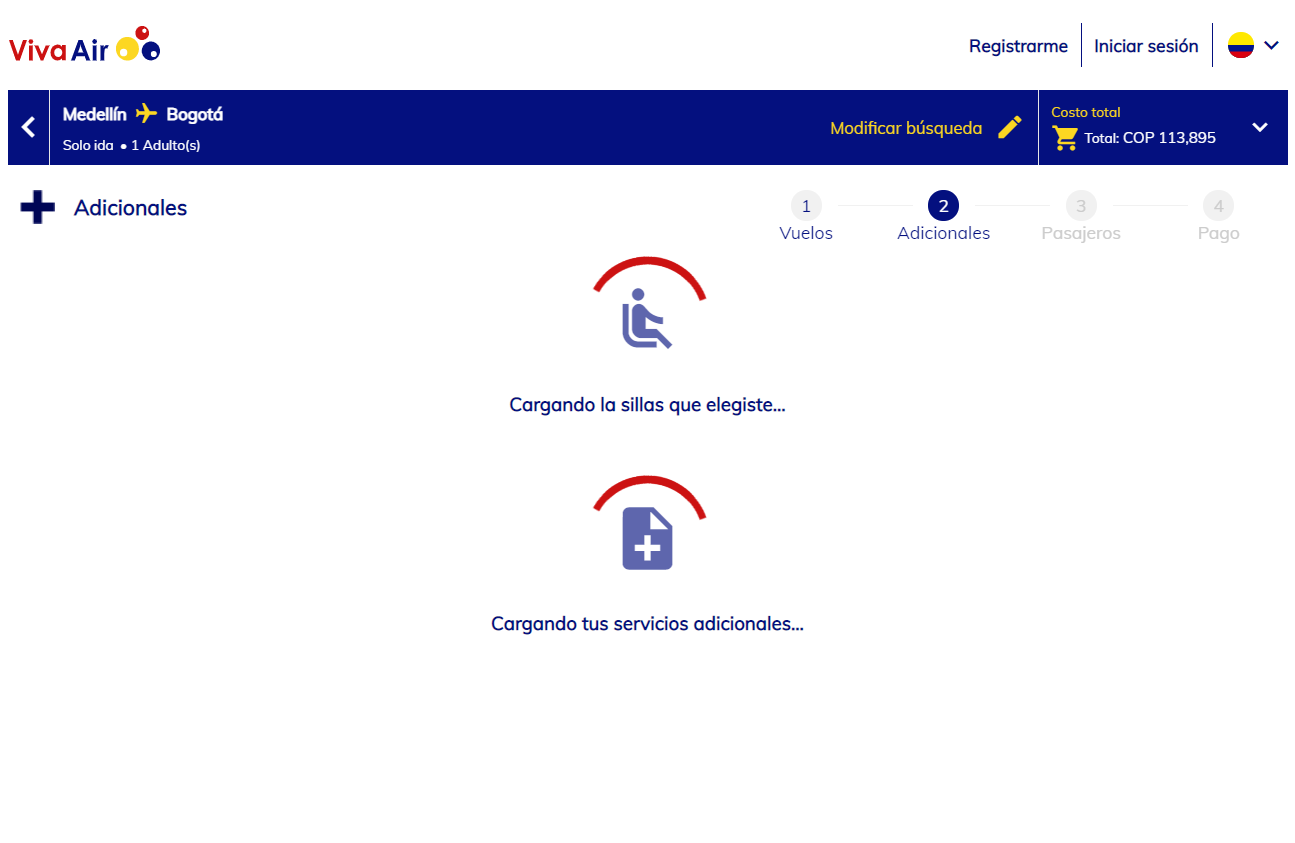 Viva Air
Registrarme
Iniciar sesión
Medellín Bogotá
Solo ida • 1 Adulto(s)
Modificar búsqueda
Costo total
Total: COP 113,895
Adicionales
1 2 3 4
Vuelos Adicionales Pasajeros Pago
Cargando la sillas que elegiste...
Cargando tus servicios adicionales...